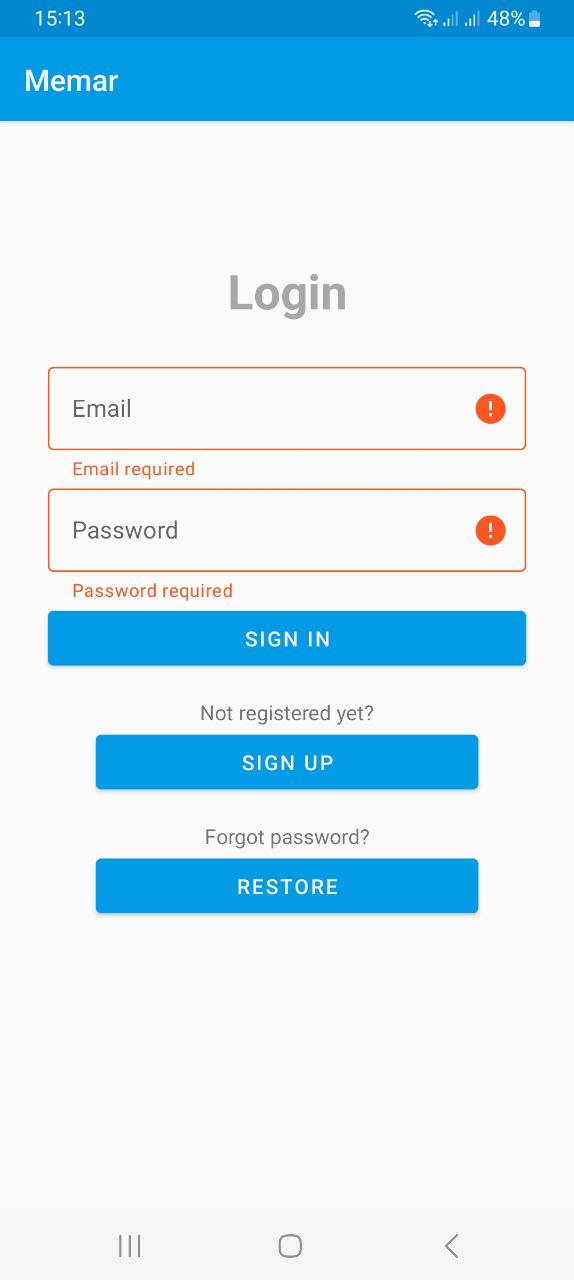 15:13 48%
Memar
Login
Email
Email required
Password
Password required
SIGN IN
Not registered yet?
SIGN UP
Forgot password?
RESTORE